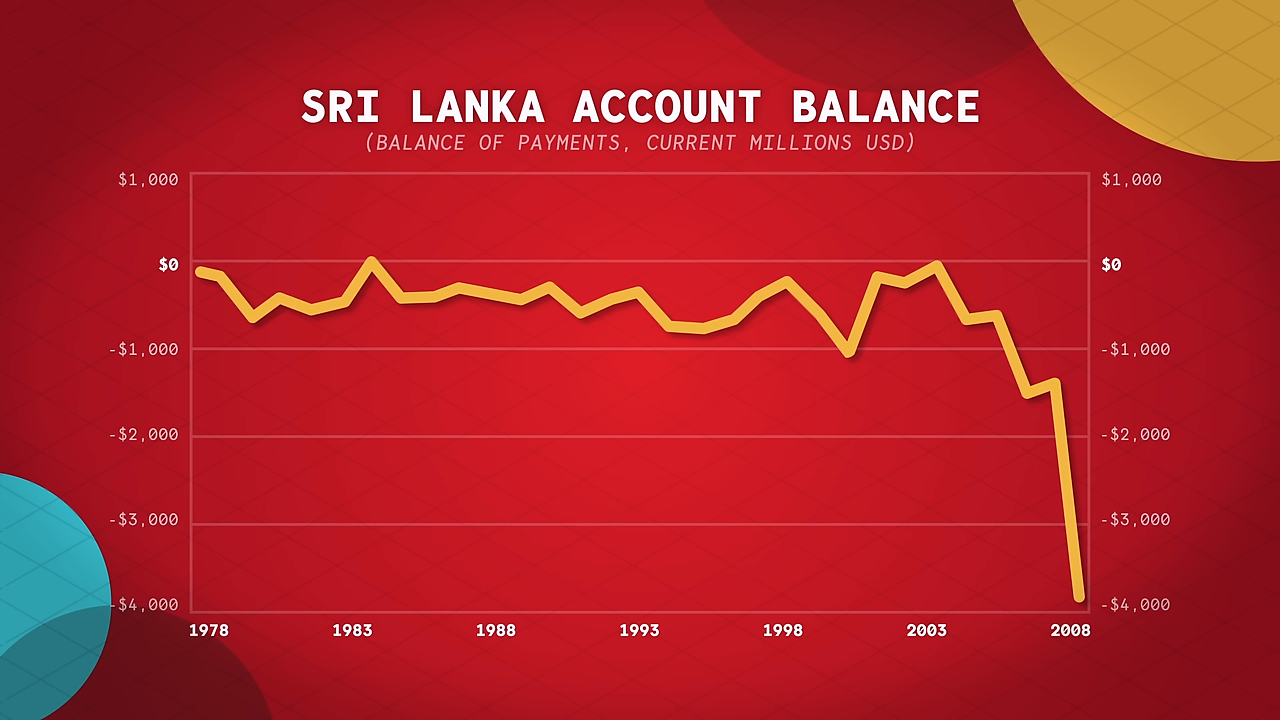 SRI LANKA ACCOUNT BALANCE
(BALANCE OF PAYMENTS, CURRENT MILLIONS USD)
$1,000 $1,000
$0 $0
-$1,000 -$1,000
-$2,000 -$2,000
-$3,000 -$3,000
-$4,000 -$4,000
1978 1983 1988 1993 1998 2003 2008